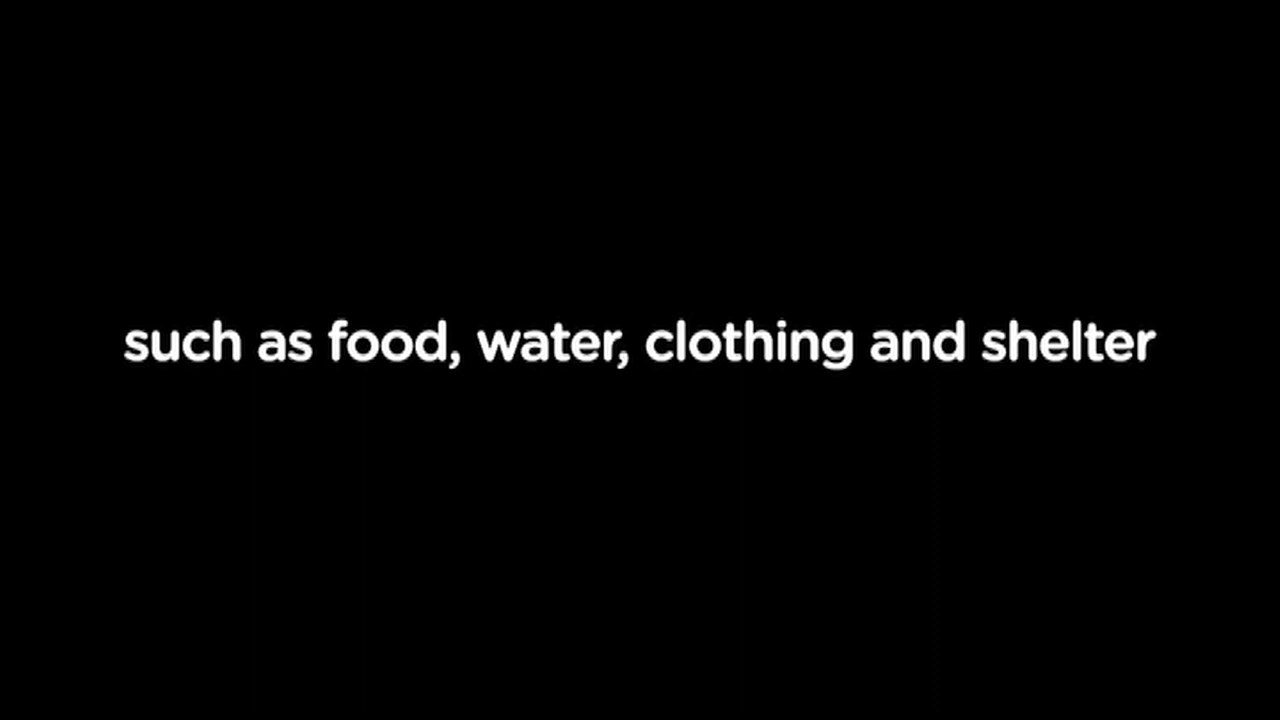 such as food, water, clothing and shelter